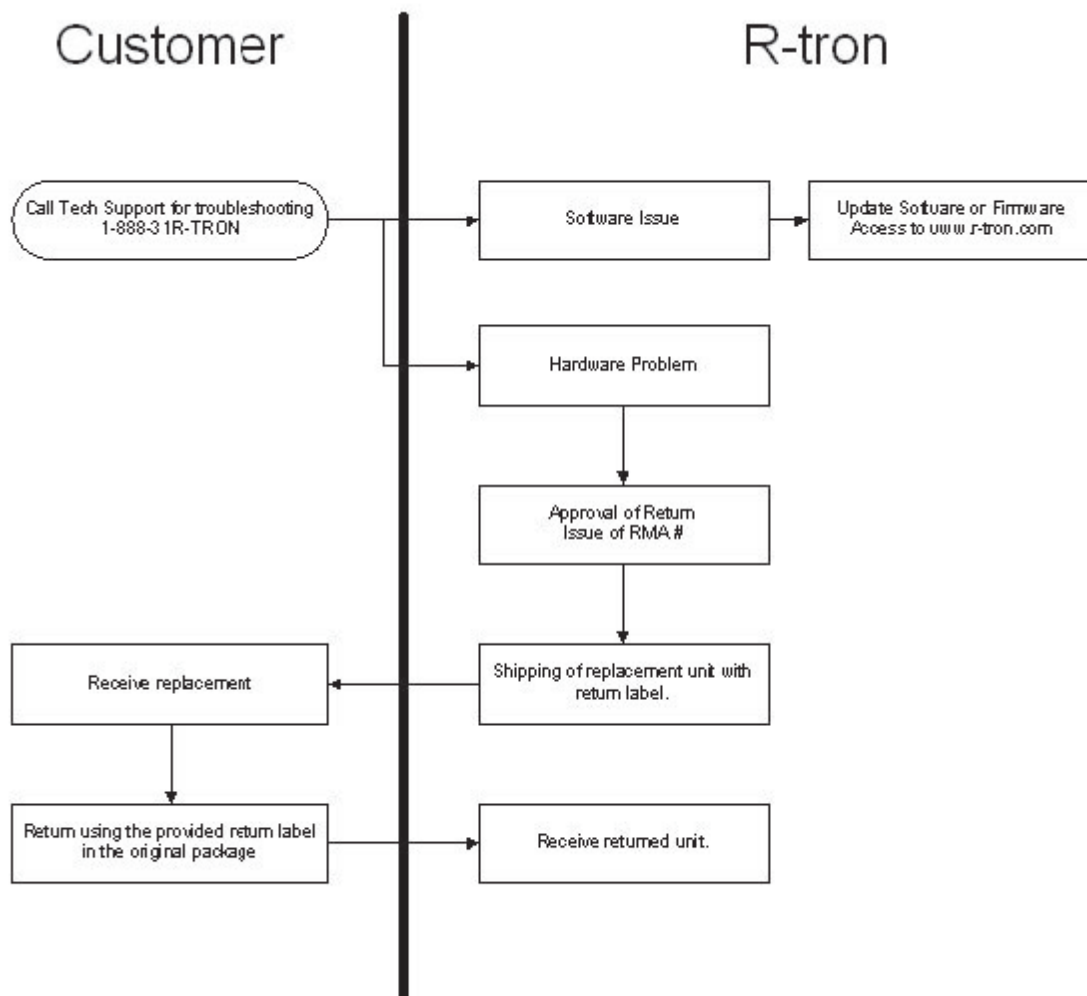 Customer
R-tron
Call Tech Support for troubleshooting
1-888-31R-TRON
Software Issue
Update Software or Firmware
Access to www.r-tron.com
Hardware Problem
Approval of Return
Issue of RMA #
Receive replacement
Shipping of replacement unit with
return label.
Return using the provided return label
in the original package
Receive returned unit.